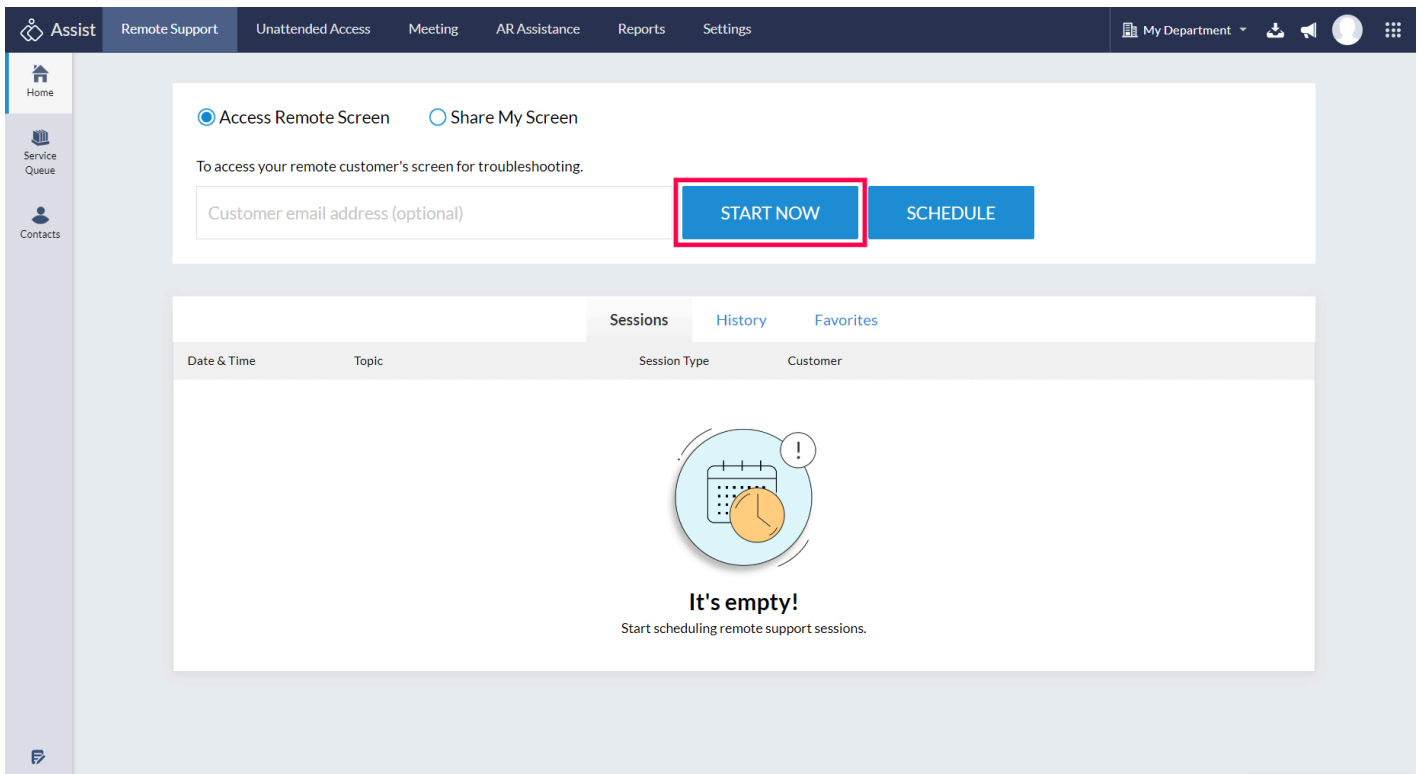 Assist Remote Support Unattended Access Meeting AR Assistance Reports Settings My Department
Home
Service
Queue
Contacts
Access Remote Screen Share My Screen
To access your remote customer's screen for troubleshooting.
Customer email address (optional) START NOW SCHEDULE
Sessions History Favorites
Date & Time Topic Session Type Customer
!
It's empty!
Start scheduling remote support sessions.